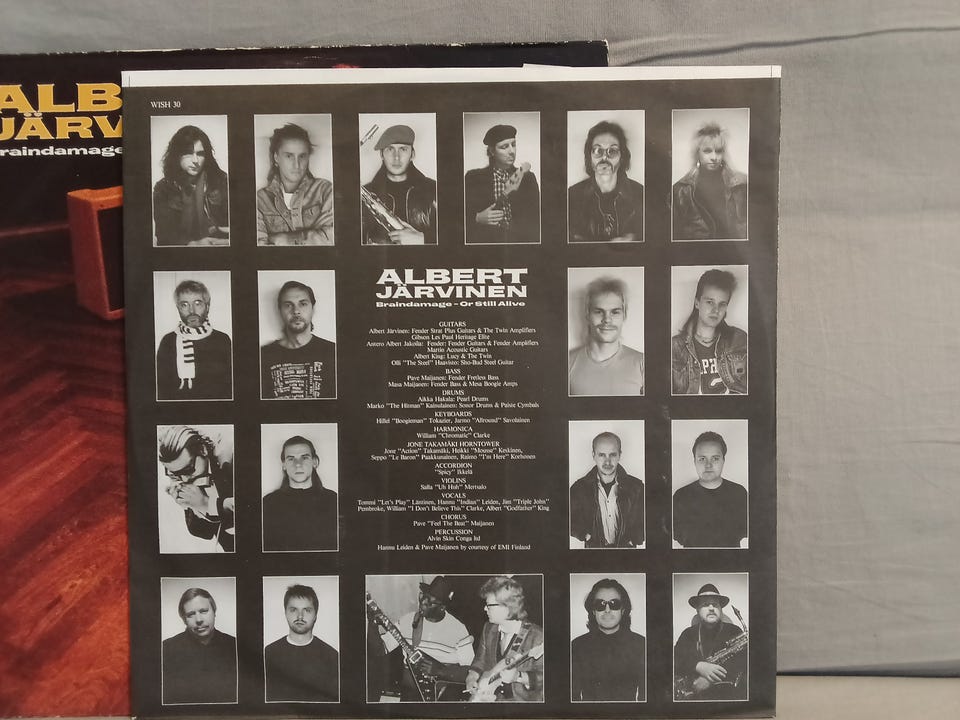 ALB
JÄRV
raindamage
WISH 30
ALBERT
JÄRVINEN
Braindamage - Or Still Alive
GUITARS
Albert Järvinen: Fender Strat Plus Guitars & The Twin Amplifiers
Gibson Les Paul Heritage Elite
Antero Albert Jakoila: Fender: Fender Guitars & Fender Amplifiers
Martin Acoustic Guitars
Albert King: Lucy & The Twin
Olli "The Steel" Haavisto: Sho-Bud Steel Guitar
BASS
Pave Maijanen: Fender Fretless Bass
Masa Maijanen: Fender Bass & Mesa Boogie Amps
DRUMS
Aikka Hakala: Pearl Drums
Marko "The Hitman" Kainulainen: Sonor Drums & Paiste Cymbals
KEYBOARDS
Hillel "Boogieman" Tokazier, Jarmo "Allround" Savolainen
HARMONICA
William "Chromatic" Clarke
JONE TAKAMÄKI HORNTOWER
Jone "Action" Takamäki, Heikki "Mousse" Keskinen,
Seppo "Le Baron" Paakkunainen, Raimo "I'm Here" Korhonen
ACCORDION
"Spicy" Ikkelä
VIOLINS
Salla "Uh Huh" Mertsalo
VOCALS
Tommi "Let's Play" Läntinen, Hannu "Indian" Leiden, Jim "Triple John"
Pembroke, William "I Don't Believe This" Clarke, Albert "Godfather" King
CHORUS
Pave "Feel The Beat" Maijanen
PERCUSSION
Alvin Skin Conga ltd
Hannu Leiden & Pave Maijanen by courtesy of EMI Finland
PH